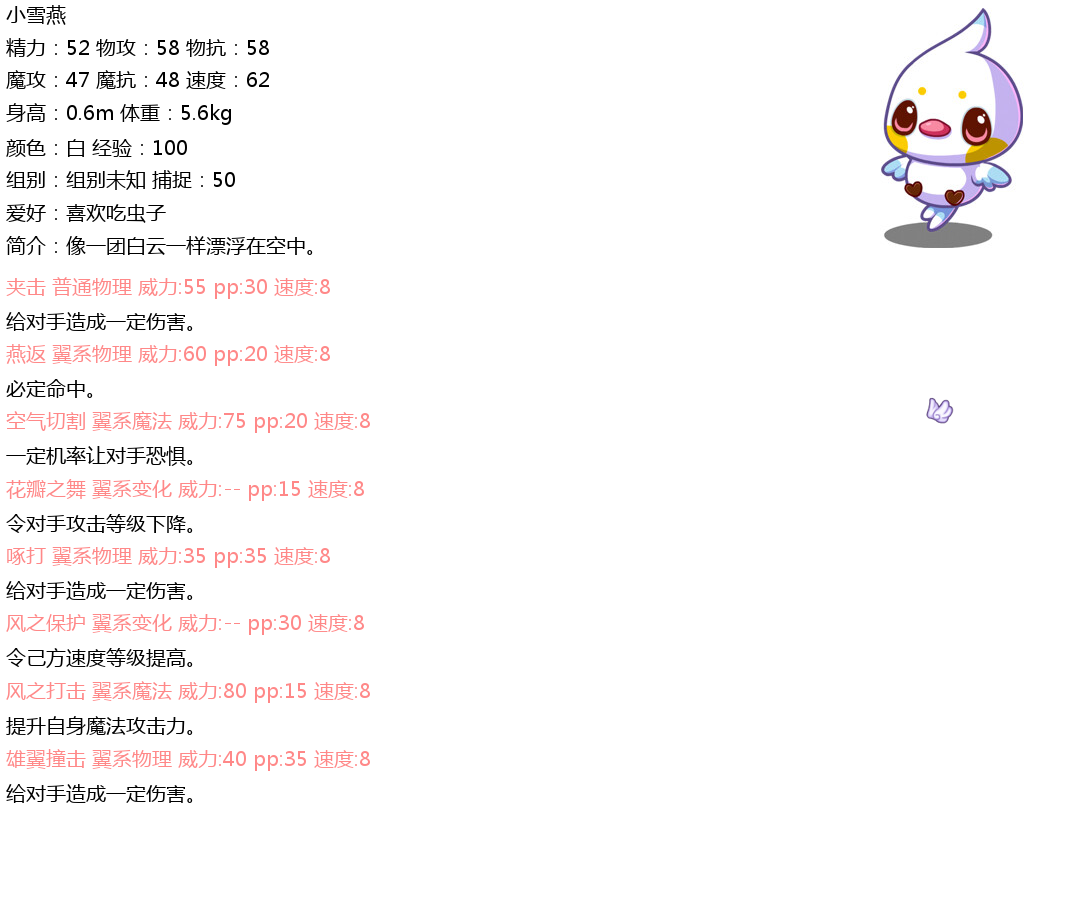 小雪燕
精力：52 物攻：58 物抗：58
魔攻：47 魔抗：48 速度：62
身高：0.6m 体重：5.6kg
颜色：白 经验：100
组别：组别未知 捕捉：50
爱好：喜欢吃虫子
简介：像一团白云一样漂浮在空中。
夹击 普通物理 威力:55 pp:30 速度:8
给对手造成一定伤害。
燕返 翼系物理 威力:60 pp:20 速度:8
必定命中。
空气切割 翼系魔法 威力:75 pp:20 速度:8
一定机率让对手恐惧。
花瓣之舞 翼系变化 威力:-- pp:15 速度:8
令对手攻击等级下降。
啄打 翼系物理 威力:35 pp:35 速度:8
给对手造成一定伤害。
风之保护 翼系变化 威力:-- pp:30 速度:8
令己方速度等级提高。
风之打击 翼系魔法 威力:80 pp:15 速度:8
提升自身魔法攻击力。
雄翼撞击 翼系物理 威力:40 pp:35 速度:8
给对手造成一定伤害。